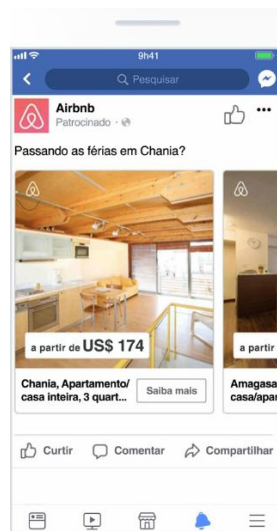 9h41
Pesquisar
Airbnb
Patrocinado ·
Passando as férias em Chania?
a partir de US$ 174
a partir
Chania, Apartamento/
casa inteira, 3 quart...
Saiba mais
Amagasa
casa/apar
Curtir
Comentar
Compartilhar